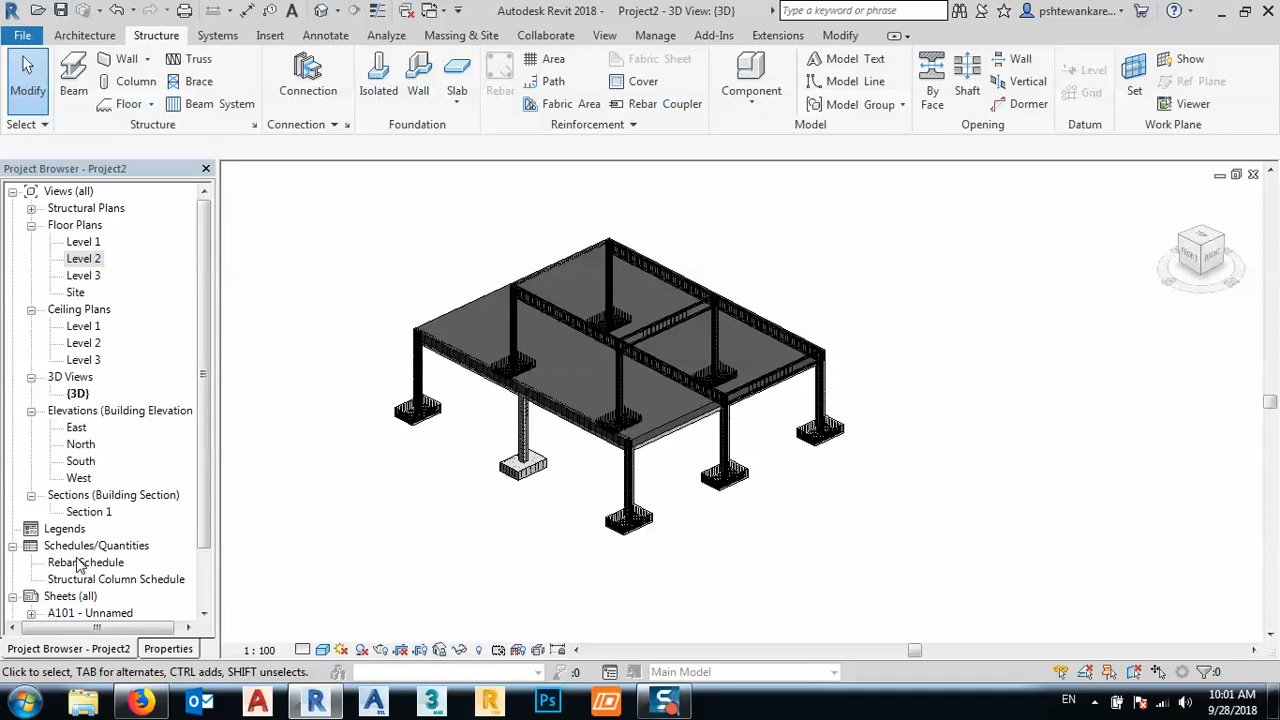 Autodesk Revit 2018 - Project2 - 3D View: {3D}
Type a keyword or phrase
pshtewankare...
File Architecture Structure Systems Insert Annotate Analyze Massing & Site Collaborate View Manage Add-Ins Extensions Modify
Modify
Select
Beam
Wall
Column
Floor
Truss
Brace
Beam System
Structure
Connection
Connection
Isolated
Wall
Slab
Foundation
Rebar
Area
Path
Fabric Area
Fabric Sheet
Cover
Rebar Coupler
Reinforcement
Component
Model Text
Model Line
Model Group
Model
By Face
Shaft
Wall
Vertical
Dormer
Opening
Level
Grid
Datum
Set
Show
Ref Plane
Viewer
Work Plane
Project Browser - Project2
Views (all)
Structural Plans
Floor Plans
Level 1
Level 2
Level 3
Site
Ceiling Plans
Level 1
Level 2
Level 3
3D Views
{3D}
Elevations (Building Elevation
East
North
South
West
Sections (Building Section)
Section 1
Legends
Schedules/Quantities
Rebar Schedule
Structural Column Schedule
Sheets (all)
A101 - Unnamed
Project Browser - Project2
Properties
TOP
FRONT
RIGHT
1 : 100
Click to select, TAB for alternates, CTRL adds, SHIFT unselects.
:0
Main Model
:0
EN
10:01 AM
9/28/2018